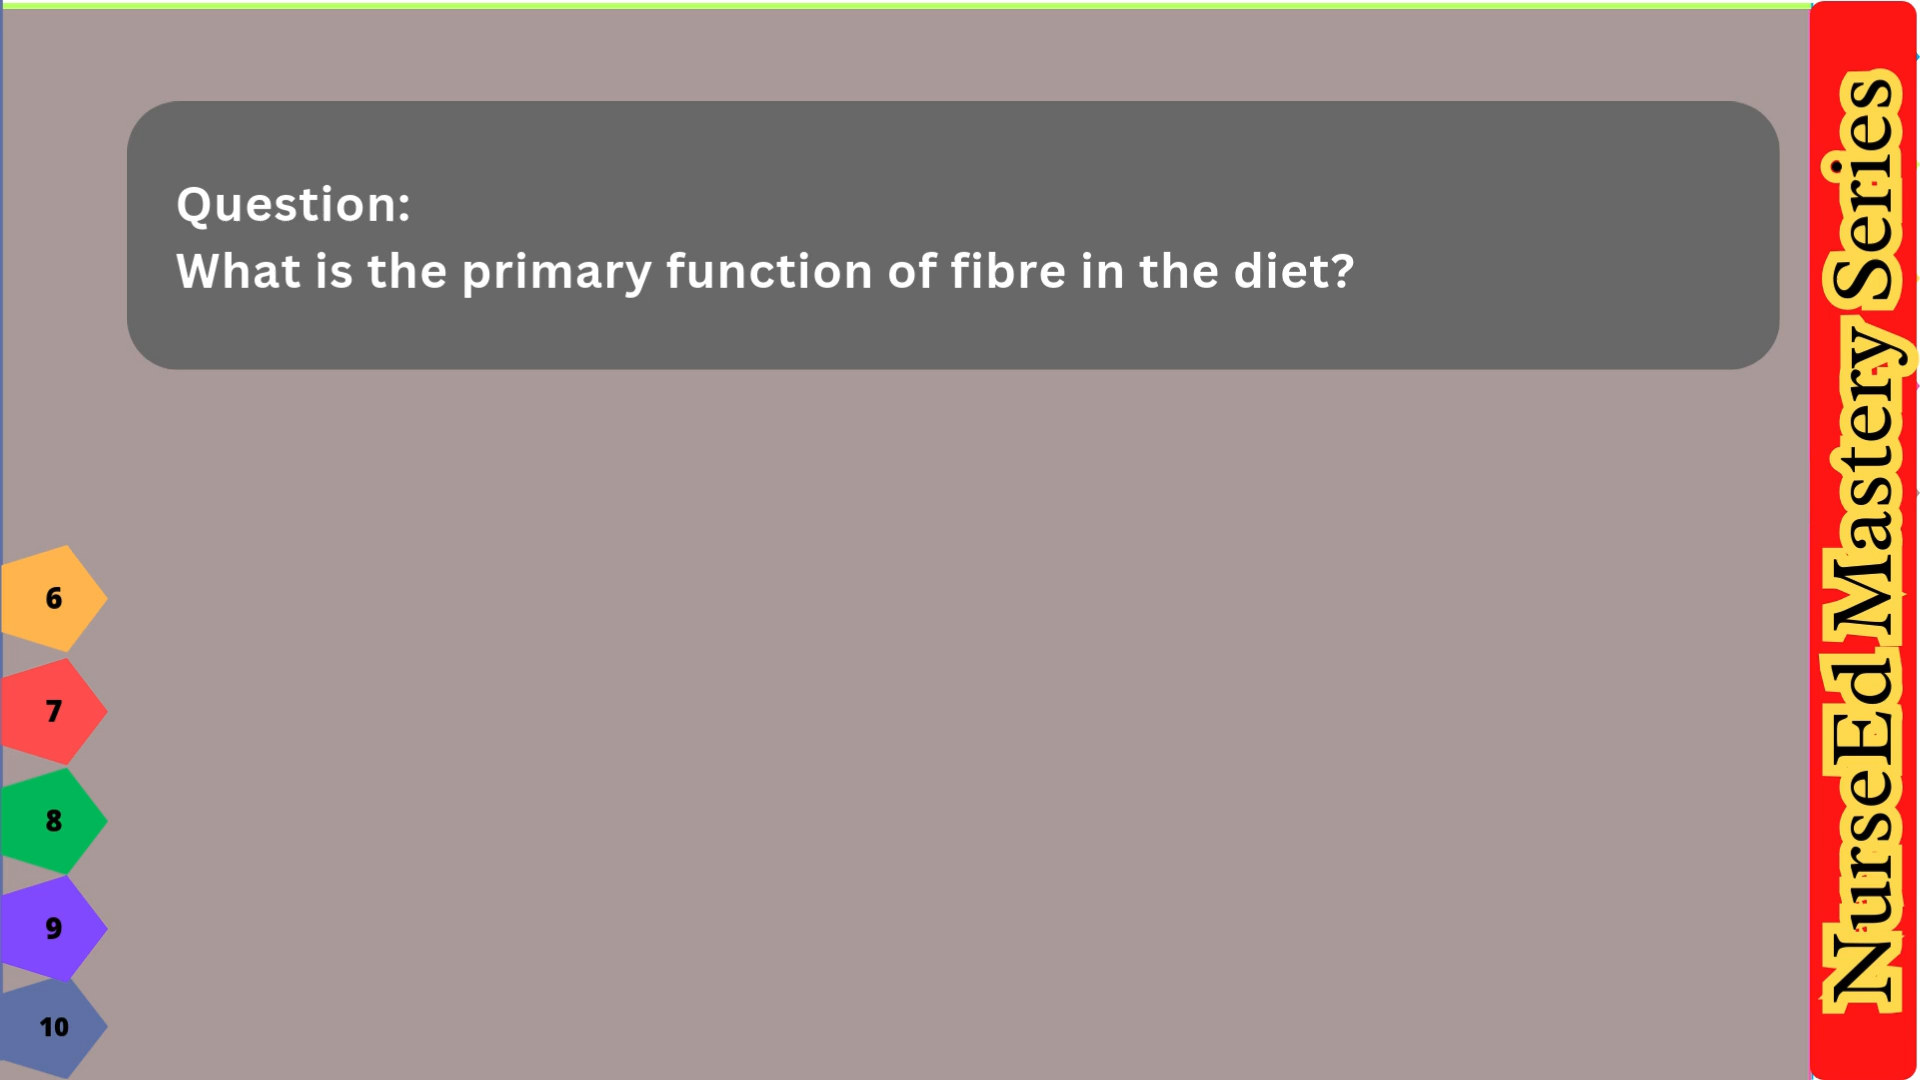 Question:
What is the primary function of fibre in the diet?
6
7
8
9
10
NurseEd Mastery Series